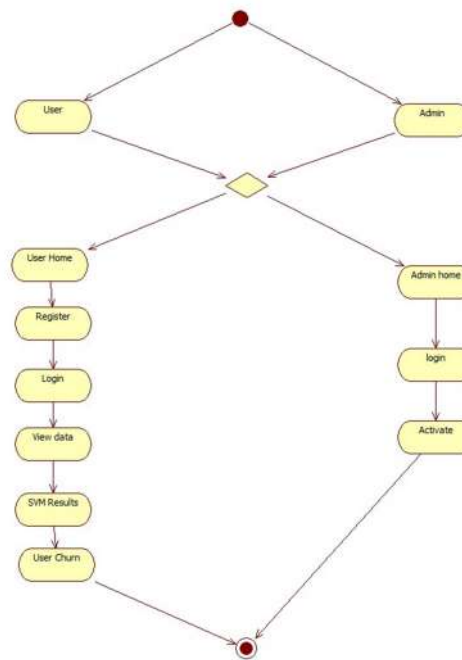 User
Admin
User Home
Admin home
Register
login
Login
Activate
View data
SVM Results
User Churn